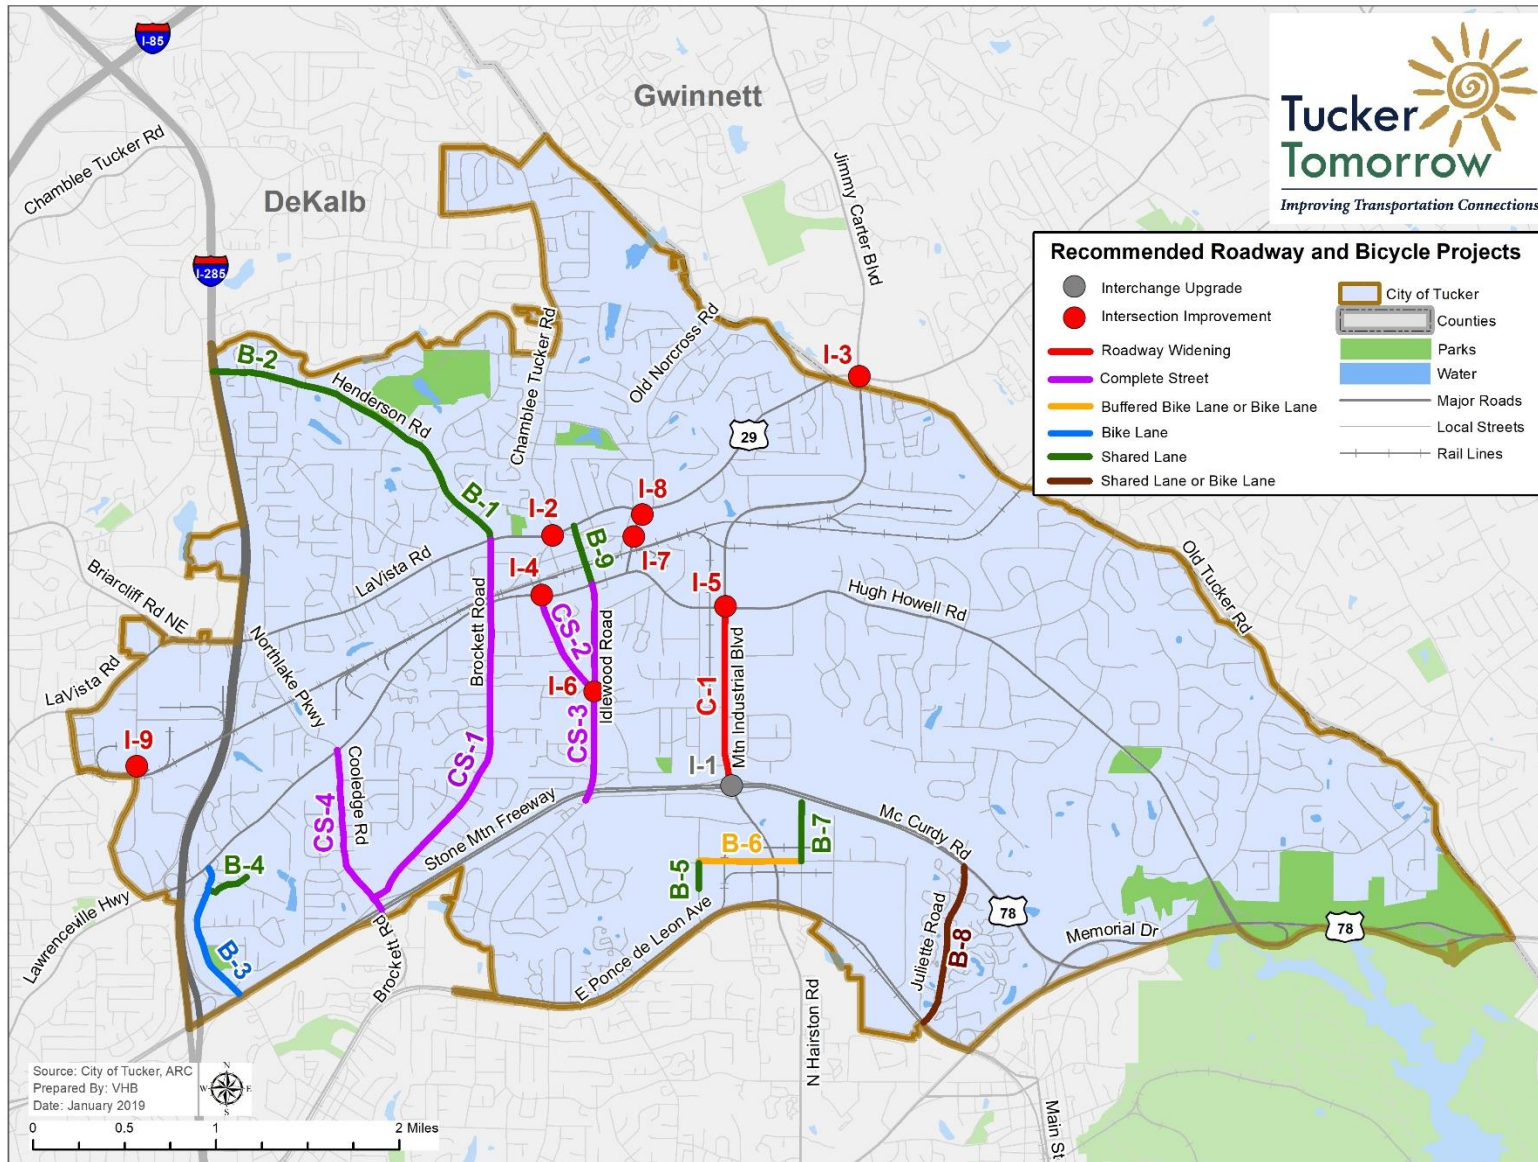 I-85
Gwinnett
Tucker
Tomorrow
Improving Transportation Connections
Chamblee Tucker Rd
DeKalb
Jimmy Carter Blvd
I-285
Recommended Roadway and Bicycle Projects
Interchange Upgrade
Intersection Improvement
Roadway Widening
Complete Street
Buffered Bike Lane or Bike Lane
Bike Lane
Shared Lane
Shared Lane or Bike Lane
City of Tucker
Counties
Parks
Water
Major Roads
Local Streets
Rail Lines
B-2
Henderson Rd
Chamblee Tucker Rd
Old Norcross Rd
I-3
29
B-1
I-2
I-8
B-9
I-7
I-4
I-5
LaVista Rd
Briarcliff Rd NE
Hugh Howell Rd
Old Tucker Rd
Northlake Pkwy
LaVista Rd
Brockett Road
CS-2
I-6
Idlewood Road
CS-3
C-1
Mtn Industrial Blvd
I-9
CS-1
I-1
CS-4
Cooledge Rd
Stone Mtn Freeway
Mc Curdy Rd
B-7
B-6
B-5
B-4
B-3
Lawrenceville Hwy
Brockett Rd
E Ponce de Leon Ave
Juliette Road
B-8
78
Memorial Dr
78
N Hairston Rd
Main St
Source: City of Tucker, ARC
Prepared By: VHB
Date: January 2019
N
W
E
S
0
0.5
1
2 Miles